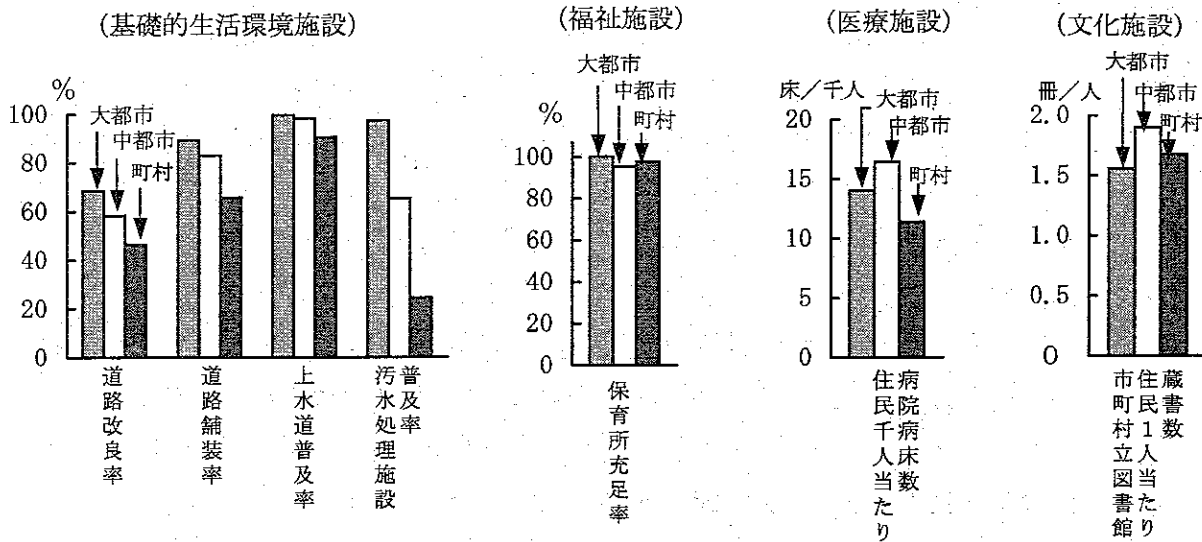 (基礎的生活環境施設)
%
100
80
60
40
20
0
大都市
中都市
町村
道路改良率
道路舗装率
上水道普及率
汚水処理施設
普及率
(福祉施設)
%
100
80
60
40
20
0
大都市
中都市
町村
保育所充足率
(医療施設)
床/千人
20
15
10
5
0
大都市
中都市
町村
住民千人当たり
病院病床数
(文化施設)
冊/人
2.0
1.5
1.0
0.5
0
大都市
中都市
町村
市町村立図書館
住民1人当たり
蔵書数